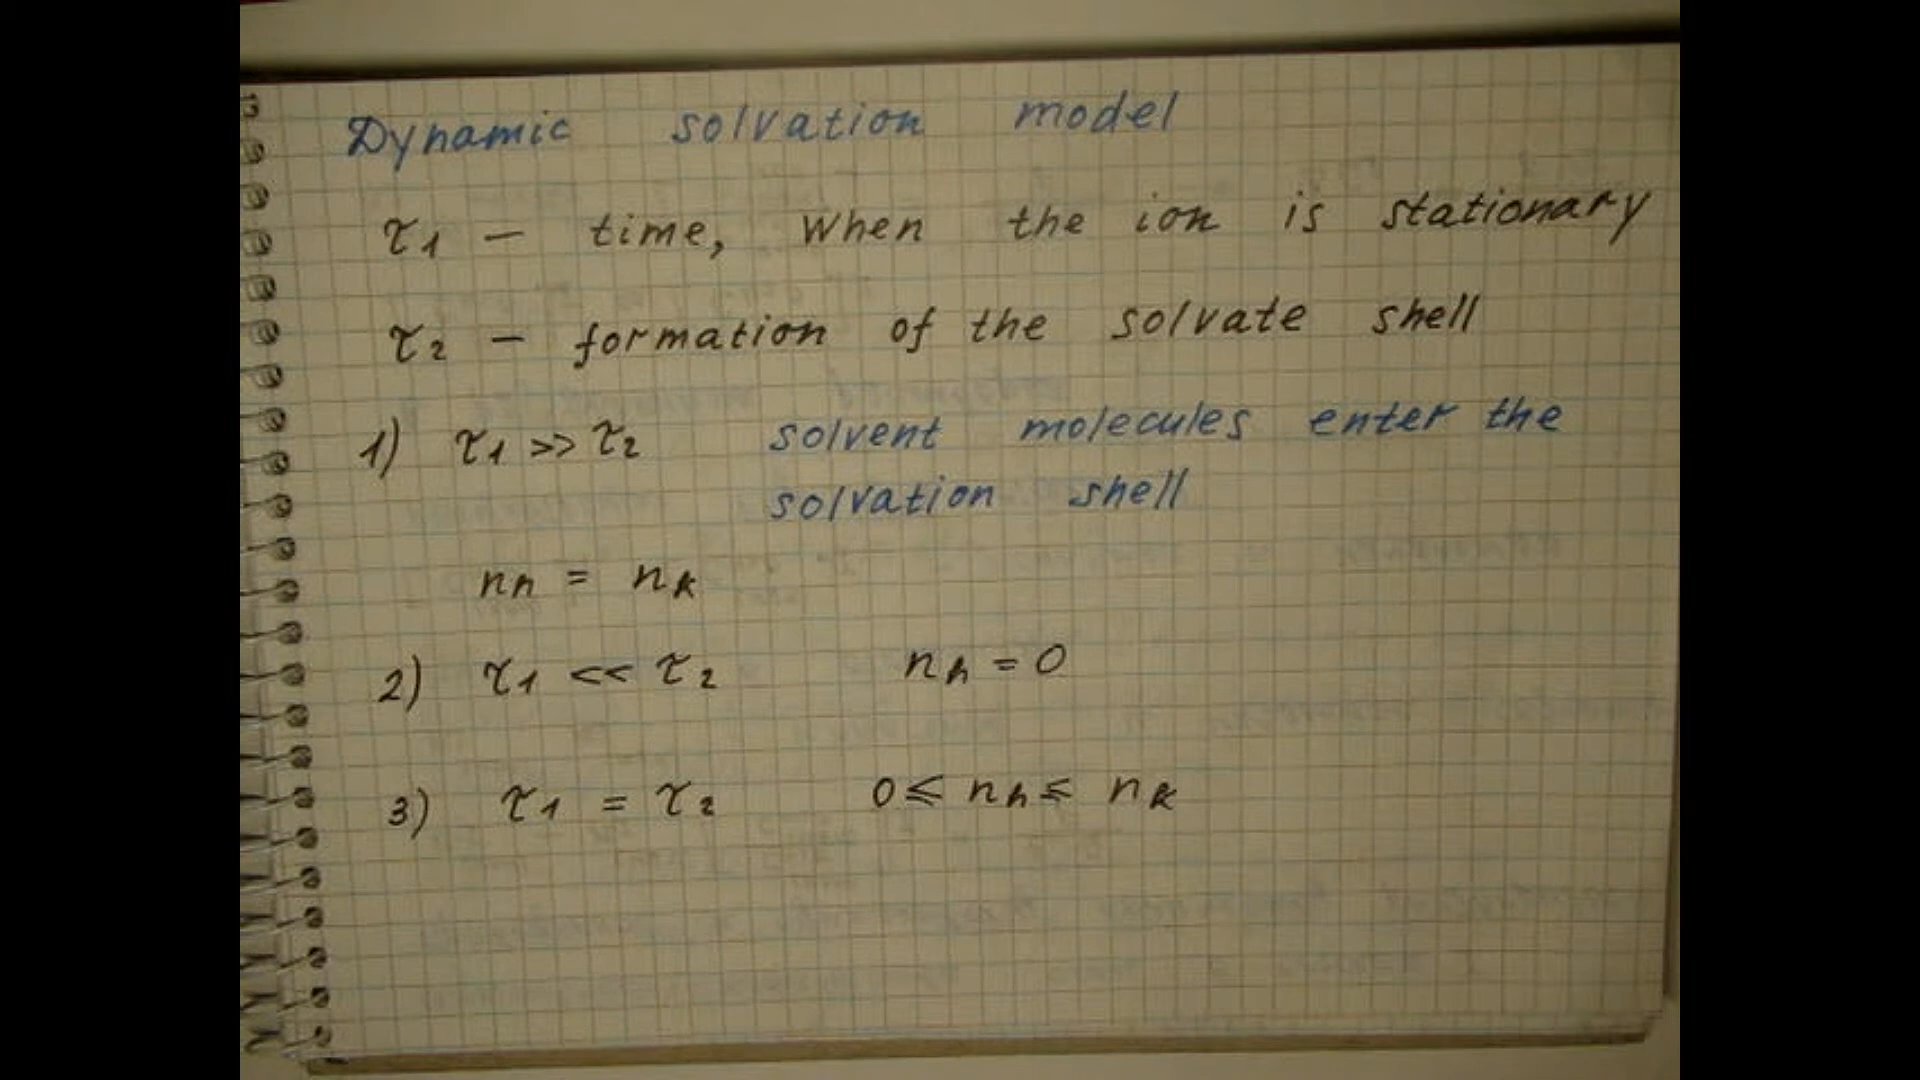 Dynamic solvation model
τ1 – time, when the ion is stationary
τ2 – formation of the solvate shell
1) τ1 >> τ2 solvent molecules enter the
solvation shell
nh = nk
2) τ1 << τ2 nh = 0
3) τ1 = τ2 0 ≤ nh ≤ nk